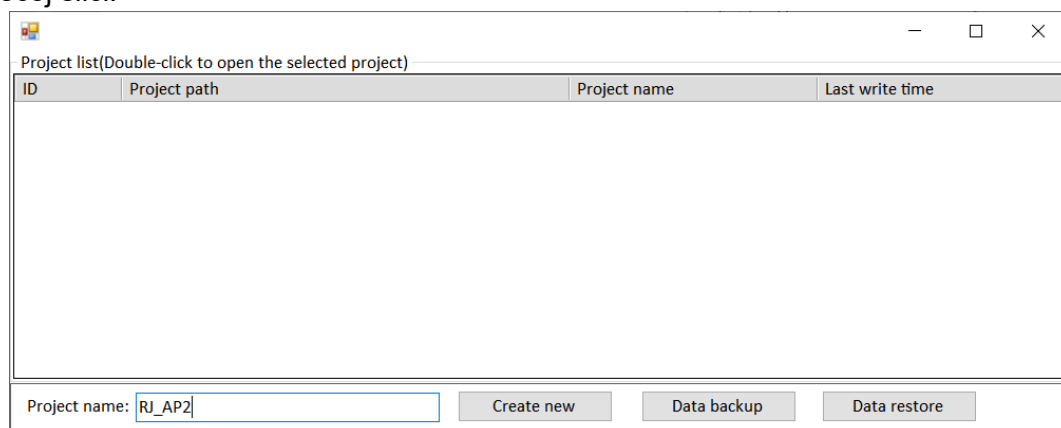 Project list(Double-click to open the selected project)
ID Project path Project name Last write time
Project name: RJ_AP2 Create new Data backup Data restore